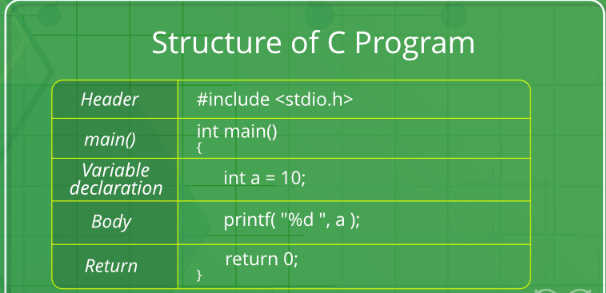 Structure of C Program
Header #include <stdio.h>
main() int main()
{
Variable
declaration int a = 10;
Body printf( "%d ", a );
Return return 0;
}